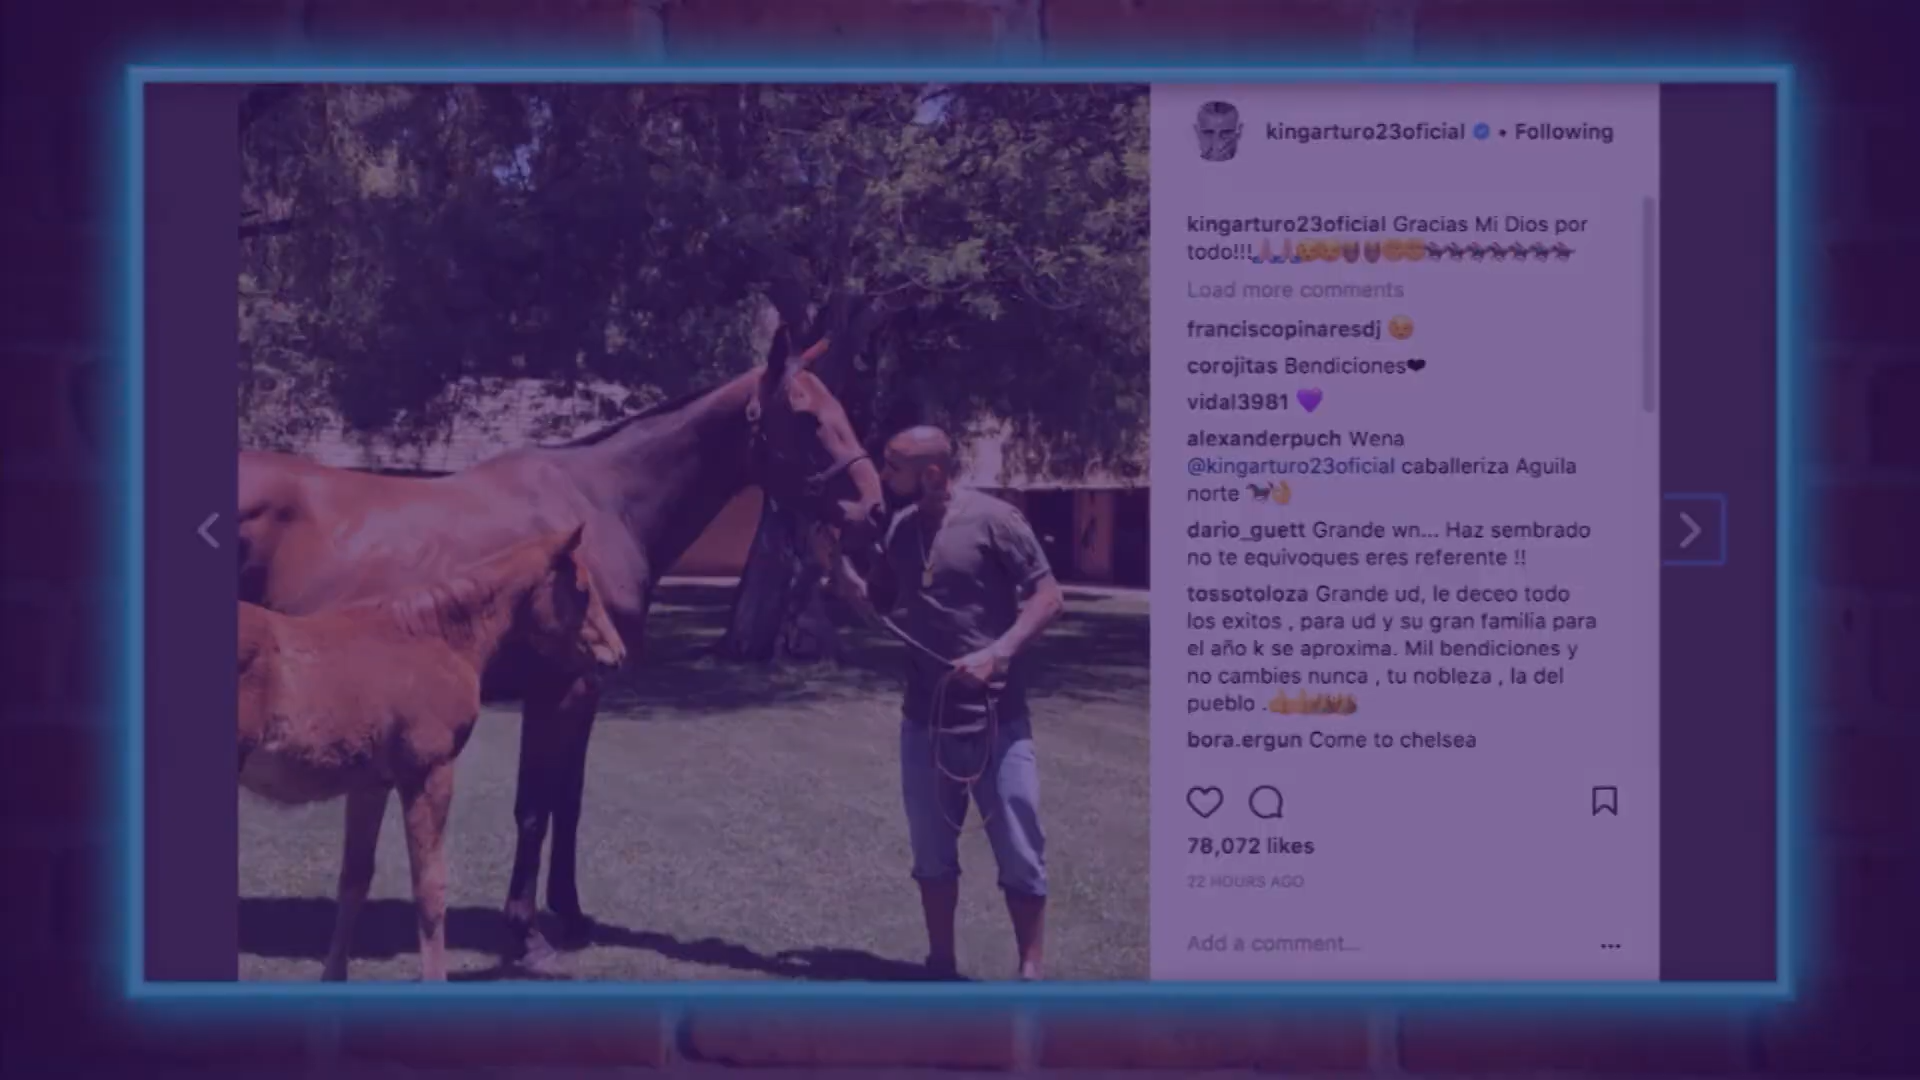 kingarturo23oficial • Following
kingarturo23oficial Gracias Mi Dios por
todo!!!
Load more comments
franciscopinaresdj
corojitas Bendiciones❤
vidal3981 💜
alexanderpuch Wena
@kingarturo23oficial caballeriza Aguila
norte 🐎👌
dario_guett Grande wn... Haz sembrado
no te equivoques eres referente !!
tossotoloza Grande ud, le deceo todo
los exitos , para ud y su gran familia para
el año k se aproxima. Mil bendiciones y
no cambies nunca , tu nobleza , la del
pueblo .
bora.ergun Come to chelsea
78,072 likes
22 HOURS AGO
Add a comment...